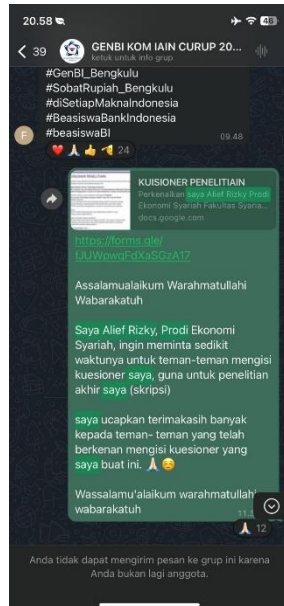 20.58
39
GENBI KOM IAIN CURUP 20...
ketuk untuk info grup
#GenBI_Bengkulu
#SobatRupiah_Bengkulu
#diSetiapMaknaIndonesia
#BeasiswaBankIndonesia
#beasiswaBI
F
09.48
24
KUISIONER PENELITIAIN
Perkenalkan saya Alief Rizky Prodi
Ekonomi Syariah Fakultas Syaria...
docs.google.com
https://forms.gle/
fJUWpwqFdXaSGzA17
Assalamualaikum Warahmatullahi
Wabarakatuh
Saya Alief Rizky, Prodi Ekonomi
Syariah, ingin meminta sedikit
waktunya untuk teman-teman mengisi
kuesioner saya, guna untuk penelitian
akhir saya (skripsi)
saya ucapkan terimakasih banyak
kepada teman- teman yang telah
berkenan mengisi kuesioner yang
saya buat ini.
Wassalamu'alaikum warahmatullahi
wabarakatuh
12
Anda tidak dapat mengirim pesan ke grup ini karena
Anda bukan lagi anggota.